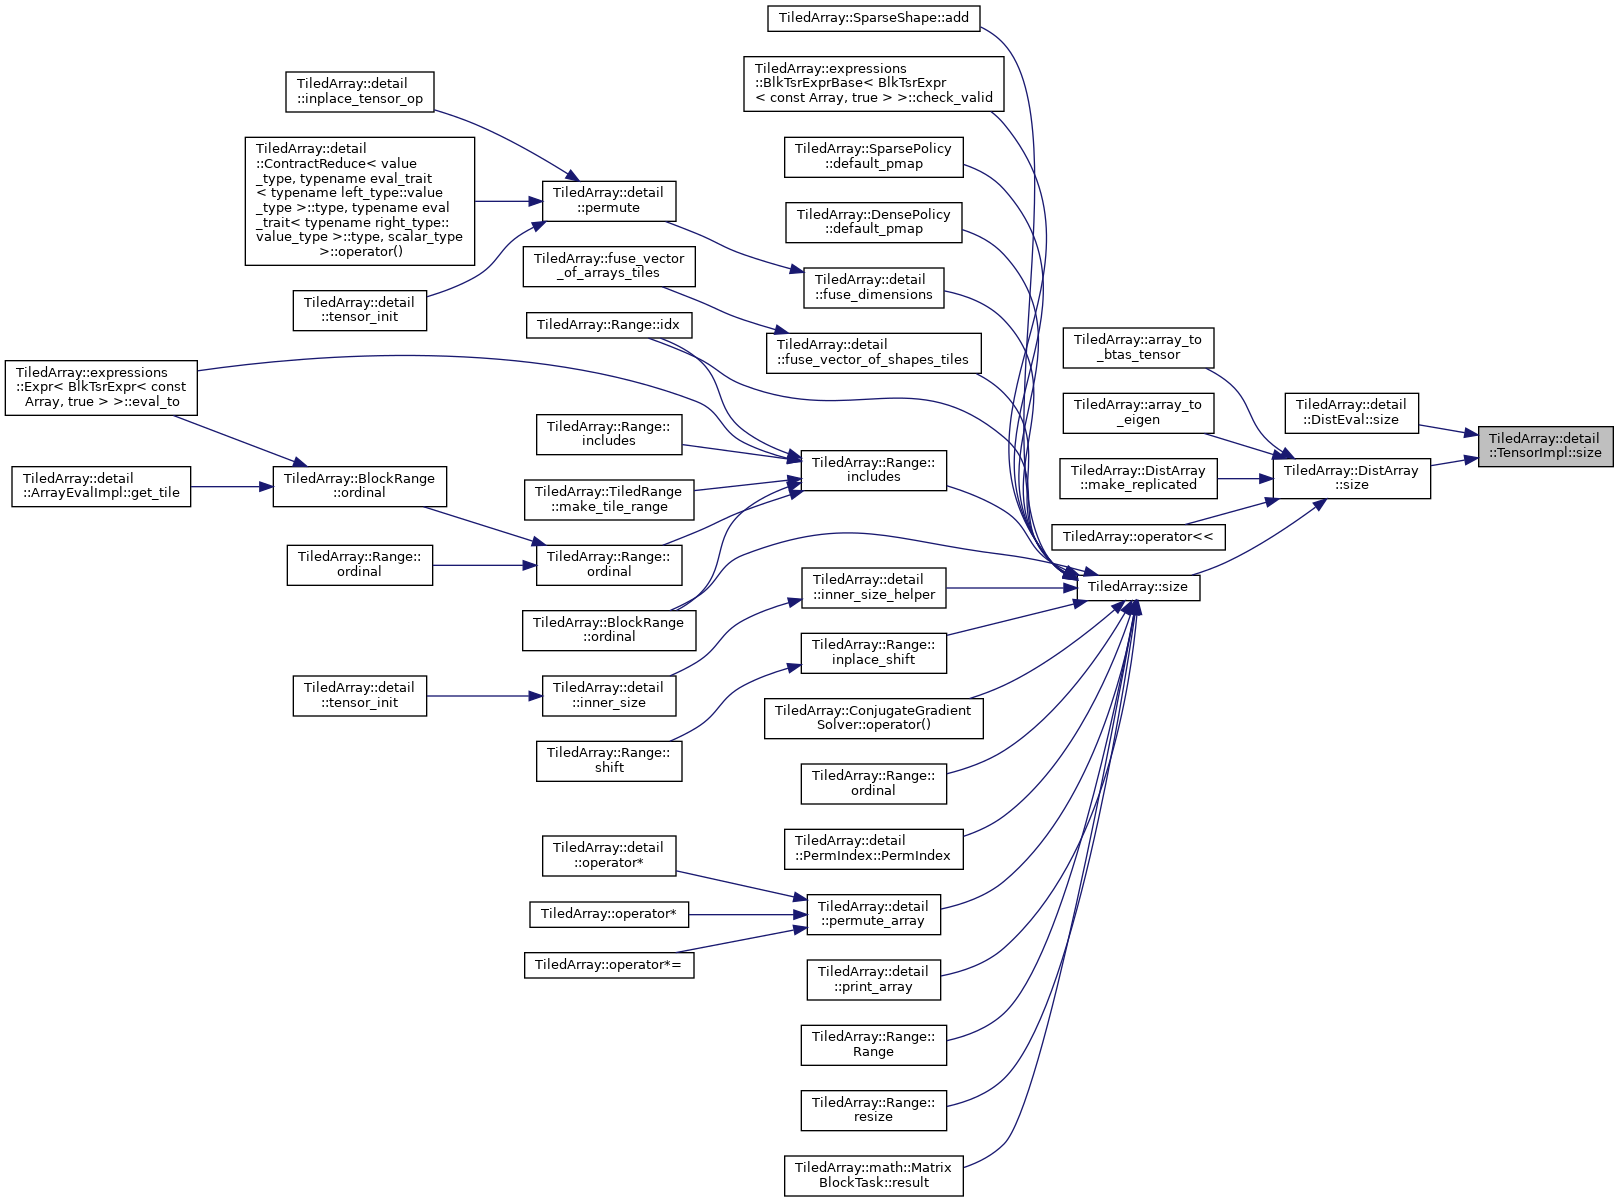 TiledArray::SparseShape::add
TiledArray::expressions
::BlkTsrExprBase< BlkTsrExpr
< const Array, true > >::check_valid
TiledArray::detail
::inplace_tensor_op
TiledArray::detail
::ContractReduce< value
_type, typename eval_trait
< typename left_type::value
_type >::type, typename eval
_trait< typename right_type::
value_type >::type, scalar_type
>::operator()
TiledArray::SparsePolicy
::default_pmap
TiledArray::detail
::permute
TiledArray::DensePolicy
::default_pmap
TiledArray::fuse_vector
_of_arrays_tiles
TiledArray::detail
::fuse_dimensions
TiledArray::detail
::tensor_init
TiledArray::Range::idx
TiledArray::detail
::fuse_vector_of_shapes_tiles
TiledArray::array_to
_btas_tensor
TiledArray::expressions
::Expr< BlkTsrExpr< const
Array, true > >::eval_to
TiledArray::array_to
_eigen
TiledArray::detail
::DistEval::size
TiledArray::detail
::TensorImpl::size
TiledArray::Range::
includes
TiledArray::Range::
includes
TiledArray::DistArray
::make_replicated
TiledArray::DistArray
::size
TiledArray::detail
::ArrayEvalImpl::get_tile
TiledArray::BlockRange
::ordinal
TiledArray::TiledRange
::make_tile_range
TiledArray::operator<<
TiledArray::Range::
ordinal
TiledArray::Range::
ordinal
TiledArray::detail
::inner_size_helper
TiledArray::size
TiledArray::BlockRange
::ordinal
TiledArray::Range::
inplace_shift
TiledArray::detail
::tensor_init
TiledArray::detail
::inner_size
TiledArray::ConjugateGradient
Solver::operator()
TiledArray::Range::
shift
TiledArray::Range::
ordinal
TiledArray::detail
::PermIndex::PermIndex
TiledArray::detail
::operator*
TiledArray::operator*
TiledArray::detail
::permute_array
TiledArray::operator*=
TiledArray::detail
::print_array
TiledArray::Range::
Range
TiledArray::Range::
resize
TiledArray::math::Matrix
BlockTask::result